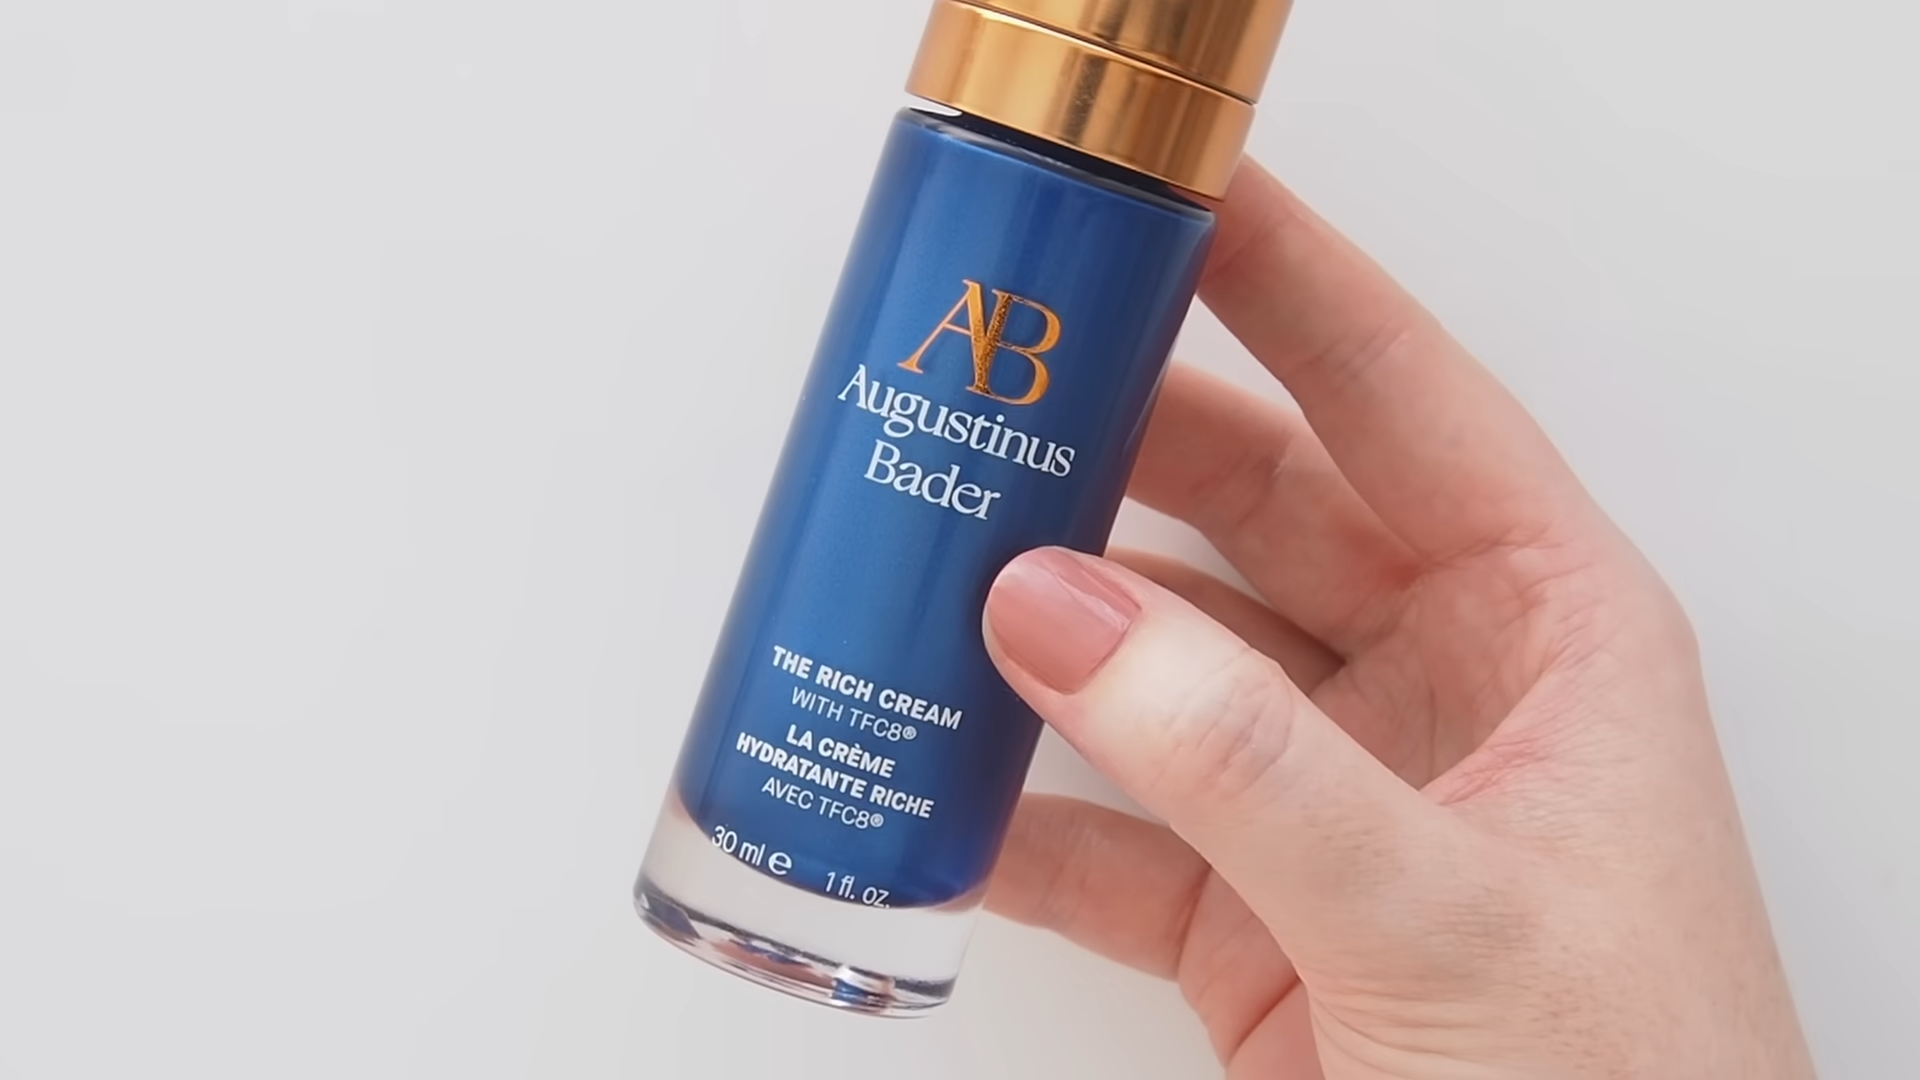 AB
Augustinus
Bader
THE RICH CREAM
WITH TFC8®
LA CRÈME
HYDRATANTE RICHE
AVEC TFC8®
30 ml ℮ 1 fl. oz.